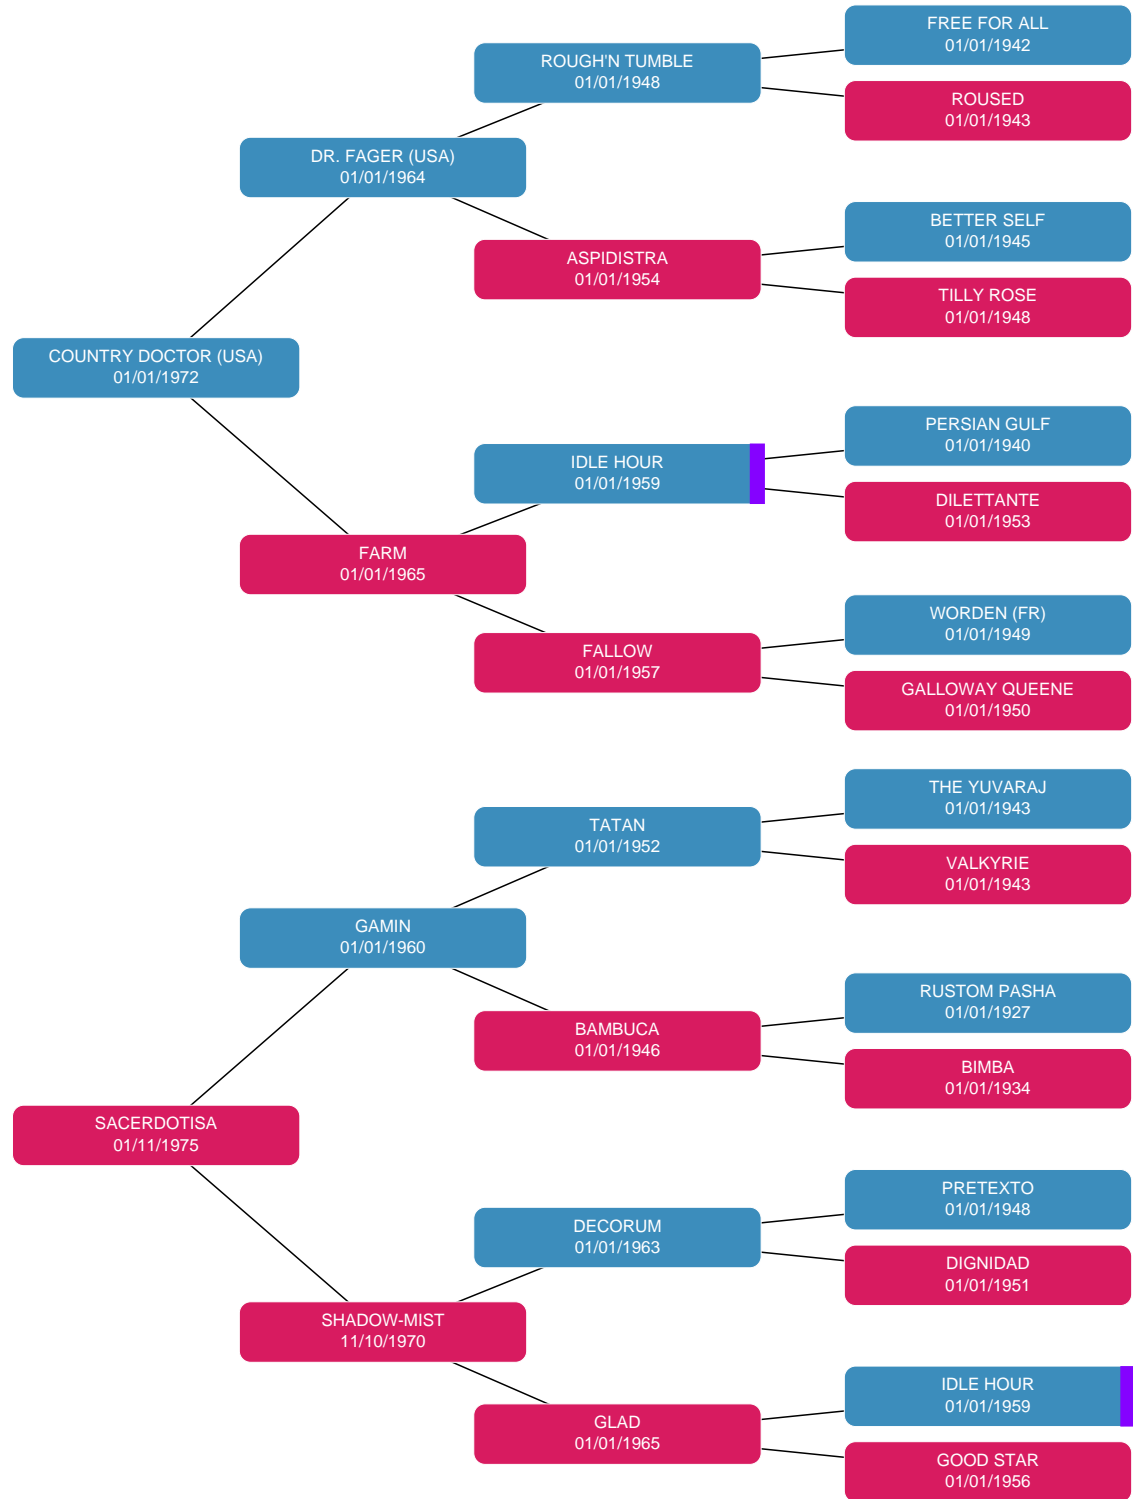 FREE FOR ALL
01/01/1942
ROUGH'N TUMBLE
01/01/1948
ROUSED
01/01/1943
DR. FAGER (USA)
01/01/1964
BETTER SELF
01/01/1945
ASPIDISTRA
01/01/1954
TILLY ROSE
01/01/1948
COUNTRY DOCTOR (USA)
01/01/1972
PERSIAN GULF
01/01/1940
IDLE HOUR
01/01/1959
DILETTANTE
01/01/1953
FARM
01/01/1965
WORDEN (FR)
01/01/1949
FALLOW
01/01/1957
GALLOWAY QUEENE
01/01/1950
THE YUVARAJ
01/01/1943
TATAN
01/01/1952
VALKYRIE
01/01/1943
GAMIN
01/01/1960
RUSTOM PASHA
01/01/1927
BAMBUCA
01/01/1946
BIMBA
01/01/1934
SACERDOTISA
01/11/1975
PRETEXTO
01/01/1948
DECORUM
01/01/1963
DIGNIDAD
01/01/1951
SHADOW-MIST
11/10/1970
IDLE HOUR
01/01/1959
GLAD
01/01/1965
GOOD STAR
01/01/1956